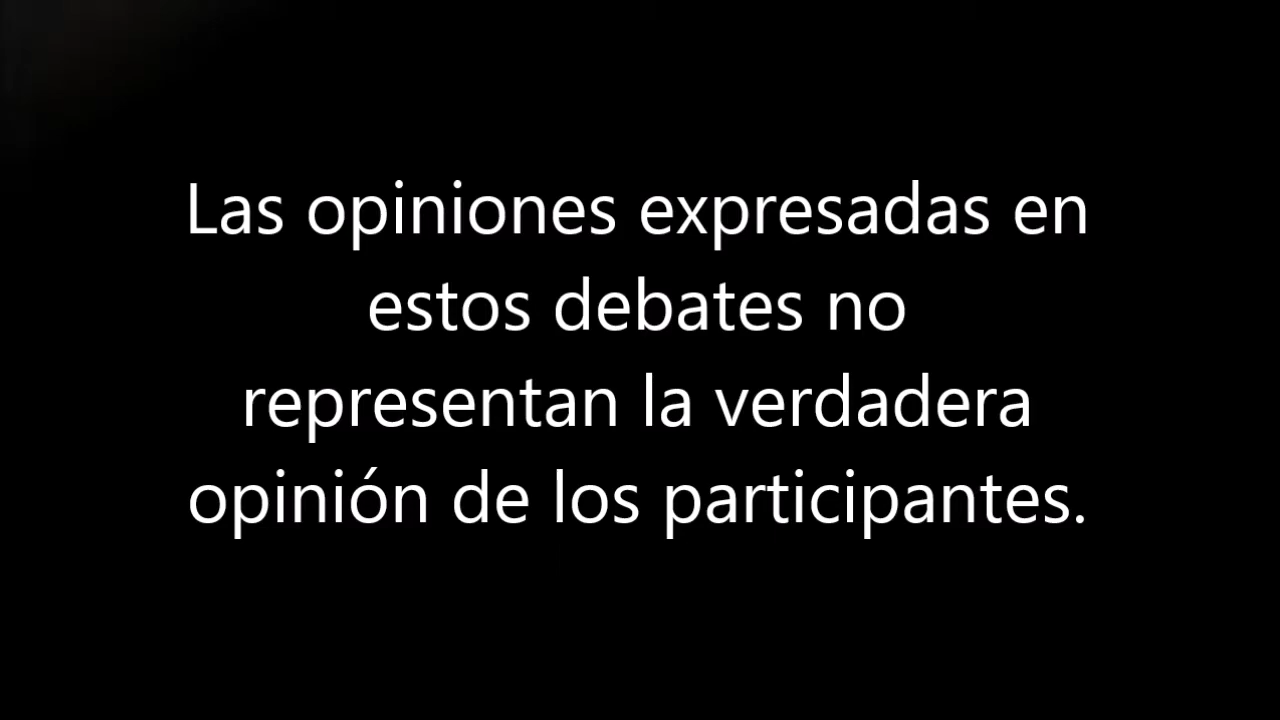 Las opiniones expresadas en
estos debates no
representan la verdadera
opinión de los participantes.